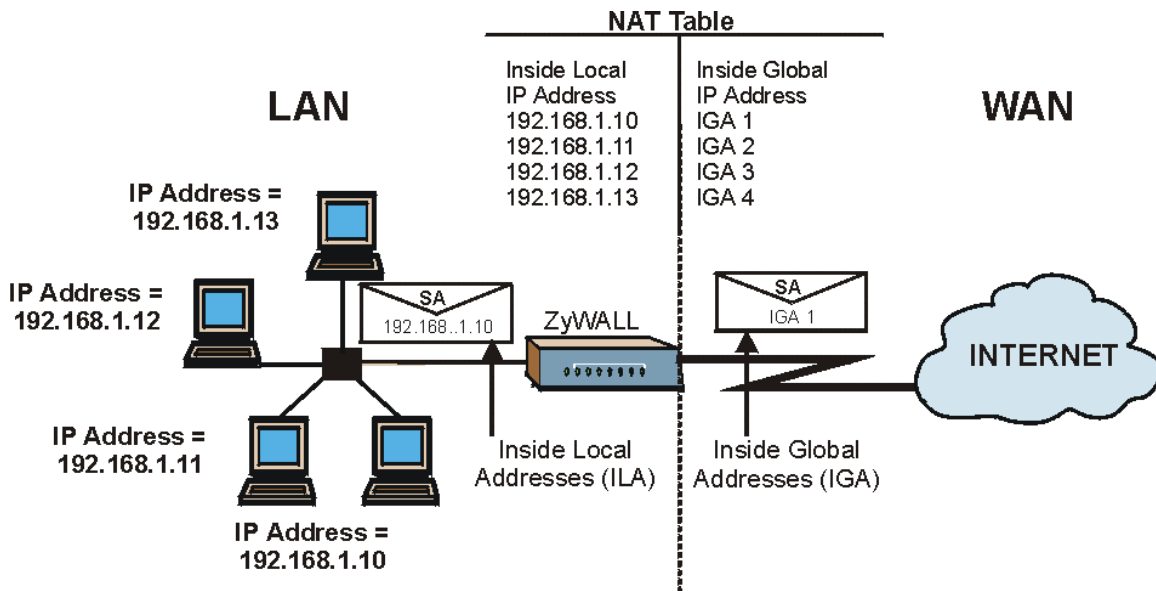 NAT Table
Inside Local
IP Address
192.168.1.10
192.168.1.11
192.168.1.12
192.168.1.13
Inside Global
IP Address
IGA 1
IGA 2
IGA 3
IGA 4
LAN
WAN
IP Address =
192.168.1.13
IP Address =
192.168.1.12
SA
192.168..1.10
ZyWALL
SA
IGA 1
INTERNET
IP Address =
192.168.1.11
Inside Local
Addresses (ILA)
Inside Global
Addresses (IGA)
IP Address =
192.168.1.10